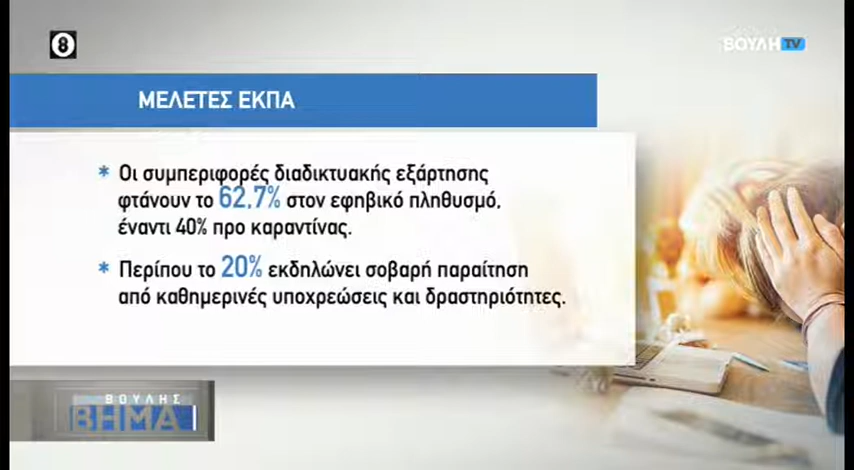 8
ΒΟΥΛΗ TV
ΜΕΛΕΤΕΣ ΕΚΠΑ
* Οι συμπεριφορές διαδικτυακής εξάρτησης
φτάνουν το 62,7% στον εφηβικό πληθυσμό,
έναντι 40% προ καραντίνας.
* Περίπου το 20% εκδηλώνει σοβαρή παραίτηση
από καθημερινές υποχρεώσεις και δραστηριότητες.
ΒΟΥΛΗΣ
ΒΗΜΑ